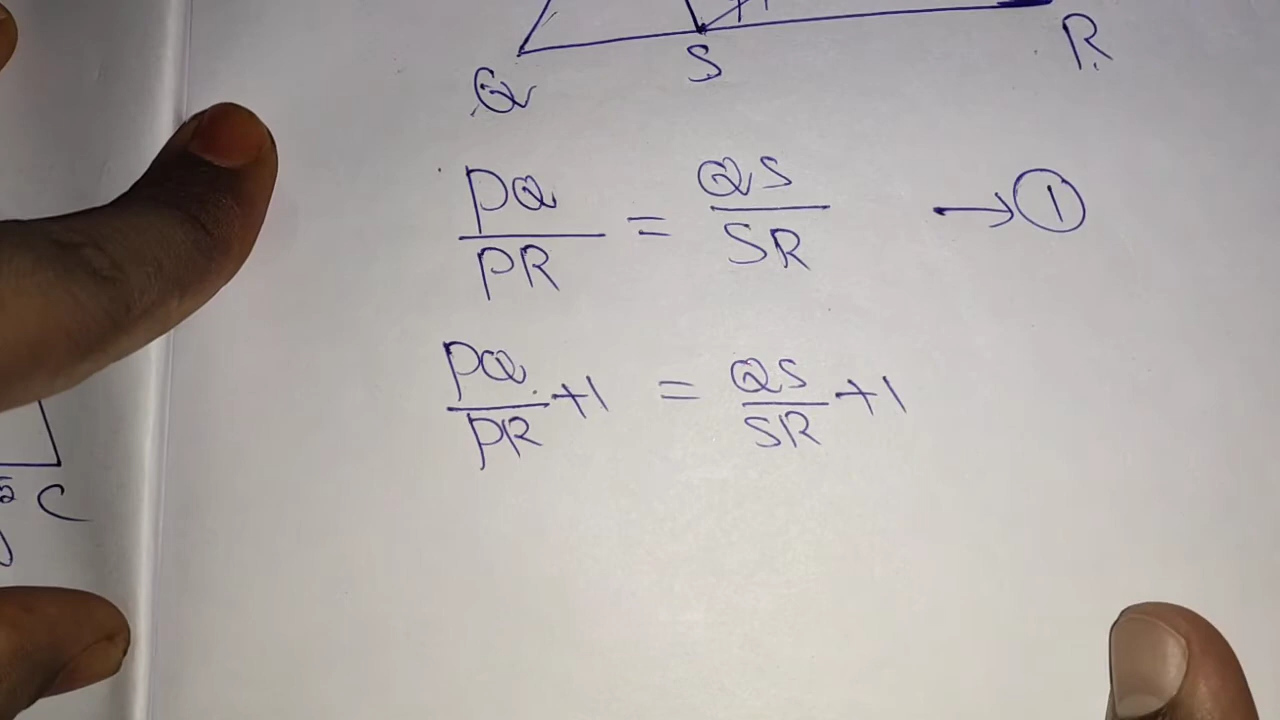 R
Q S
PQ/PR = QS/SR → ①
PQ/PR +1 = QS/SR +1
C